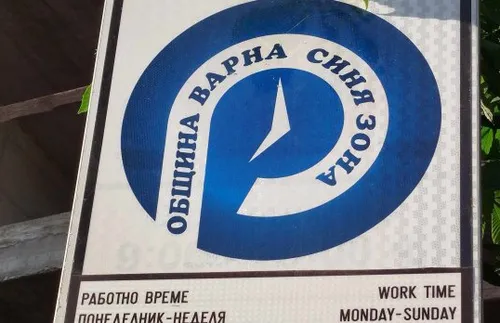 ОБЩИНА ВАРНА СИНЯ ЗОНА
РАБОТНО ВРЕМЕ WORK TIME
ПОНЕДЕЛНИК-НЕДЕЛЯ MONDAY-SUNDAY